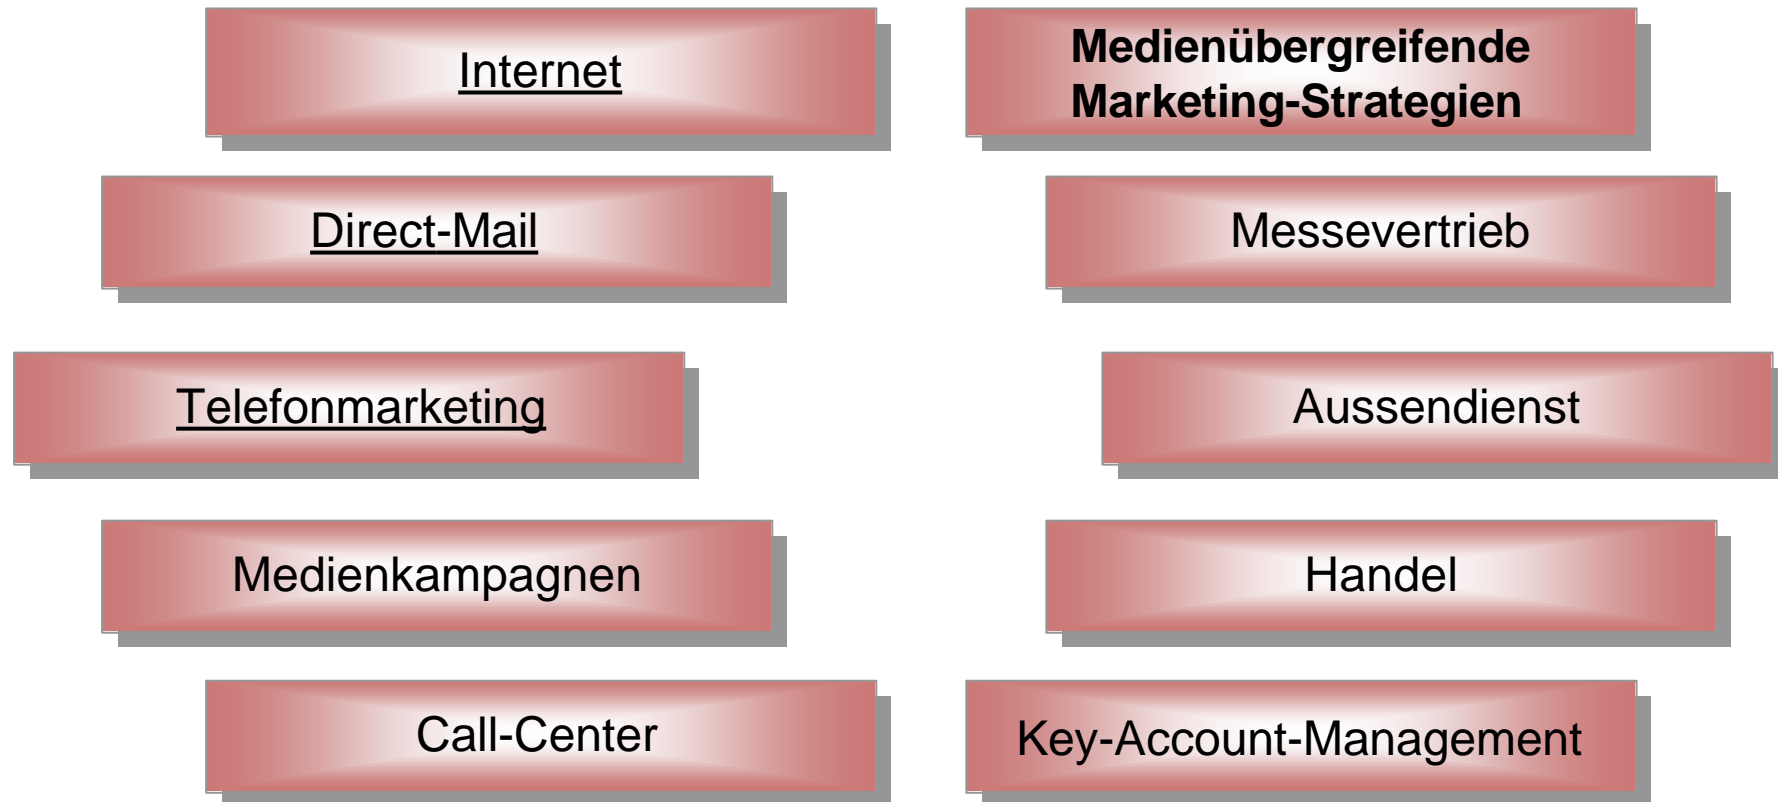 Internet
Medienübergreifende
Marketing-Strategien
Direct-Mail
Messevertrieb
Telefonmarketing
Aussendienst
Medienkampagnen
Handel
Call-Center
Key-Account-Management